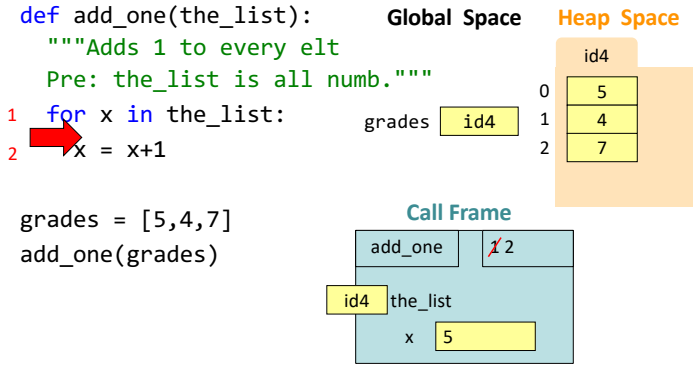 def add_one(the_list):
"""Adds 1 to every elt
Pre: the_list is all numb."""
1 for x in the_list:
2 x = x+1
grades = [5,4,7]
add_one(grades)
Global Space
Heap Space
grades id4
id4
0 5
1 4
2 7
Call Frame
add_one 1 2
id4 the_list
x 5